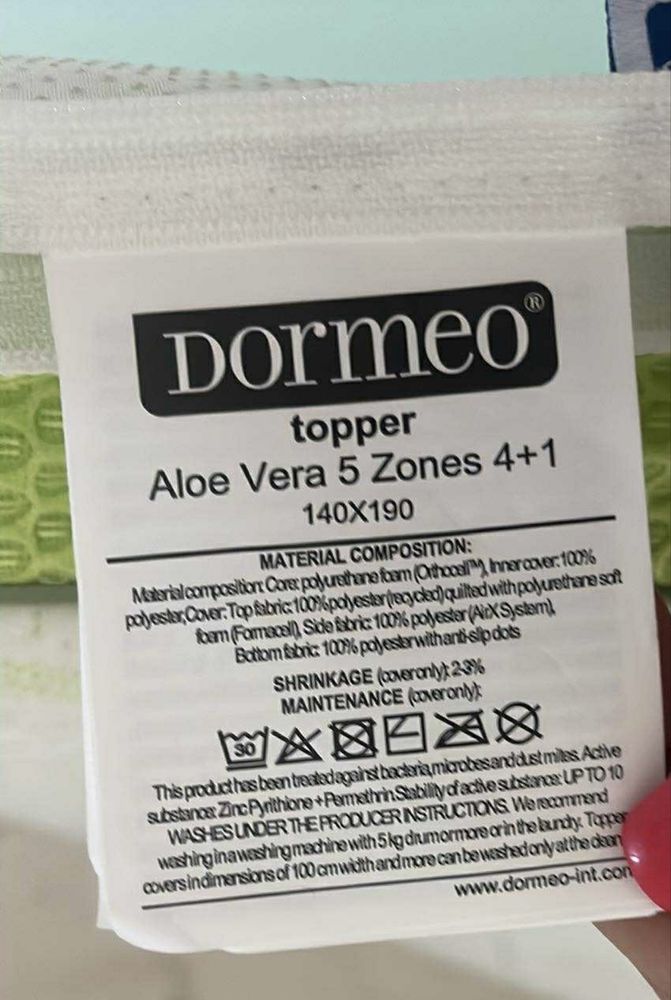 DORMEO®
topper
Aloe Vera 5 Zones 4+1
140X190
MATERIAL COMPOSITION:
Material composition: Core: polyurethane foam (Orthocell™), Inner cover: 100%
polyester, Cover: Top fabric: 100% polyester (recycled) quilted with polyurethane soft
foam (Formacell), Side fabric: 100% polyester (AirX System),
Bottom fabric: 100% polyester with anti-slip dots
SHRINKAGE (cover only): 2-3%
MAINTENANCE (cover only):
30
This product has been treated against bacteria, microbes and dust mites. Active
substance: Zinc Pyrithione + Permethrin. Stability of active substance: UP TO 10
WASHES UNDER THE PRODUCER INSTRUCTIONS. We recommend
washing in a washing machine with 5 kg drum or more or in the laundry. Topper
covers in dimensions of 100 cm width and more can be washed only at the clean
www.dormeo-int.con